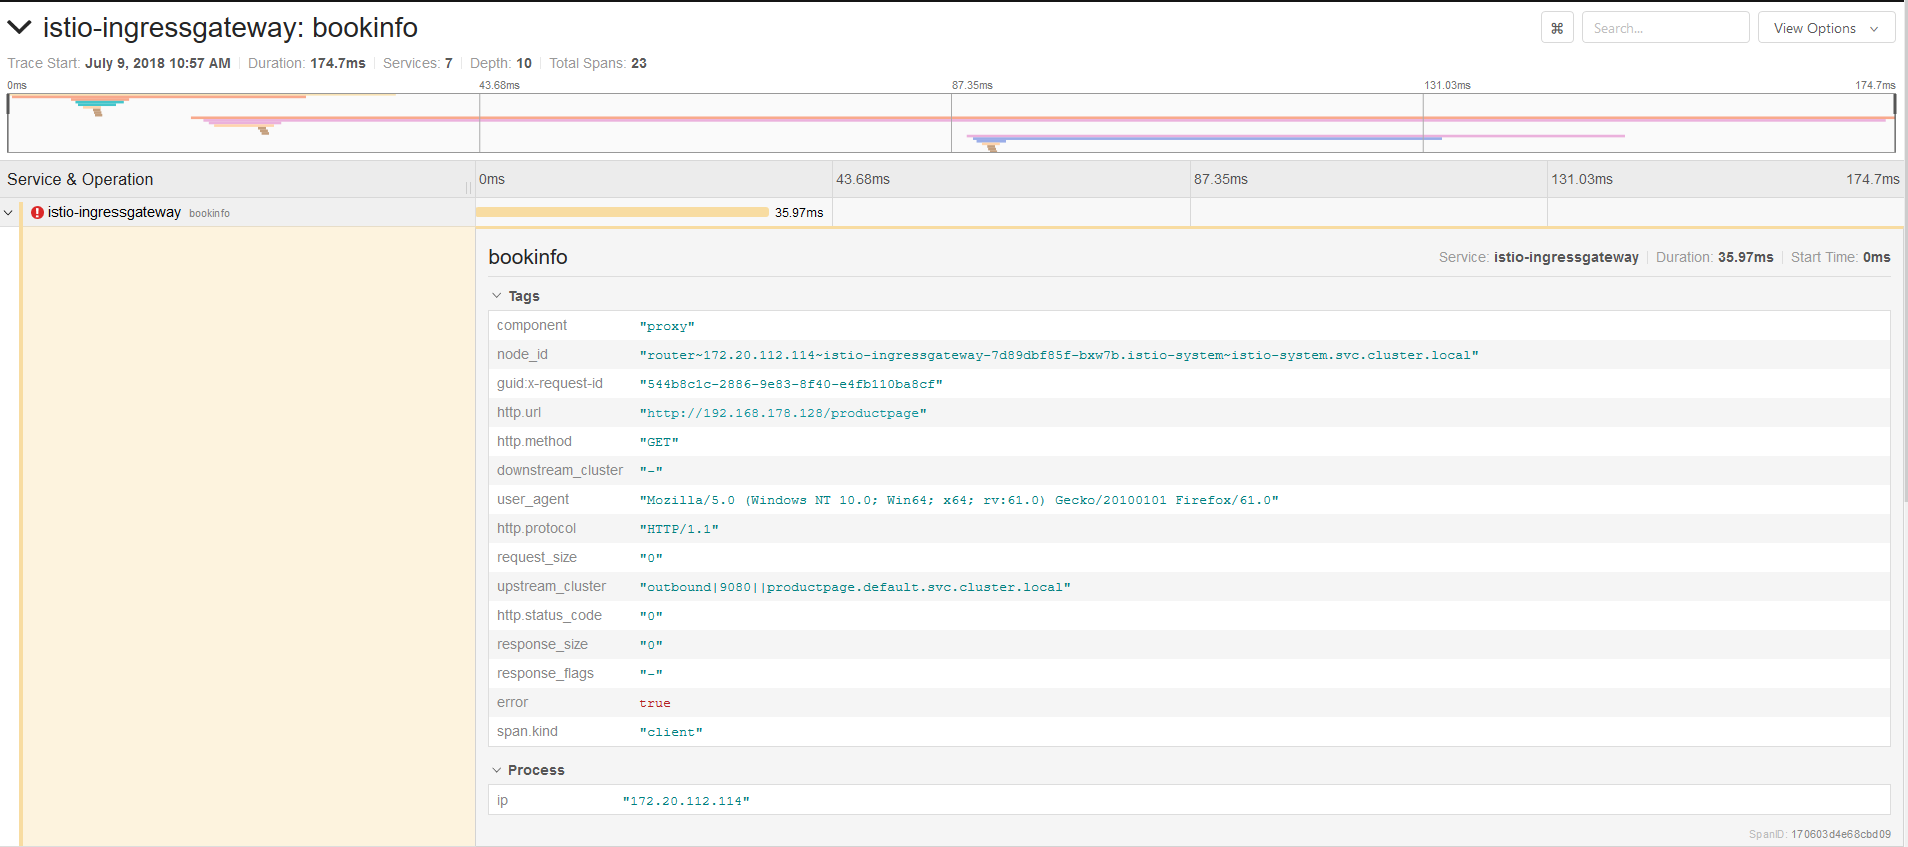 istio-ingressgateway: bookinfo
⌘ Search... View Options
Trace Start: July 9, 2018 10:57 AM Duration: 174.7ms Services: 7 Depth: 10 Total Spans: 23
0ms 43.68ms 87.35ms 131.03ms 174.7ms
Service & Operation 0ms 43.68ms 87.35ms 131.03ms 174.7ms
istio-ingressgateway bookinfo 35.97ms
bookinfo Service: istio-ingressgateway Duration: 35.97ms Start Time: 0ms
Tags
component "proxy"
node_id "router~172.20.112.114~istio-ingressgateway-7d89dbf85f-bxw7b.istio-system~istio-system.svc.cluster.local"
guid:x-request-id "544b8c1c-2886-9e83-8f40-e4fb110ba8cf"
http.url "http://192.168.178.128/productpage"
http.method "GET"
downstream_cluster "-"
user_agent "Mozilla/5.0 (Windows NT 10.0; Win64; x64; rv:61.0) Gecko/20100101 Firefox/61.0"
http.protocol "HTTP/1.1"
request_size "0"
upstream_cluster "outbound|9080||productpage.default.svc.cluster.local"
http.status_code "0"
response_size "0"
response_flags "-"
error true
span.kind "client"
Process
ip "172.20.112.114"
SpanID: 170603d4e68cbd09